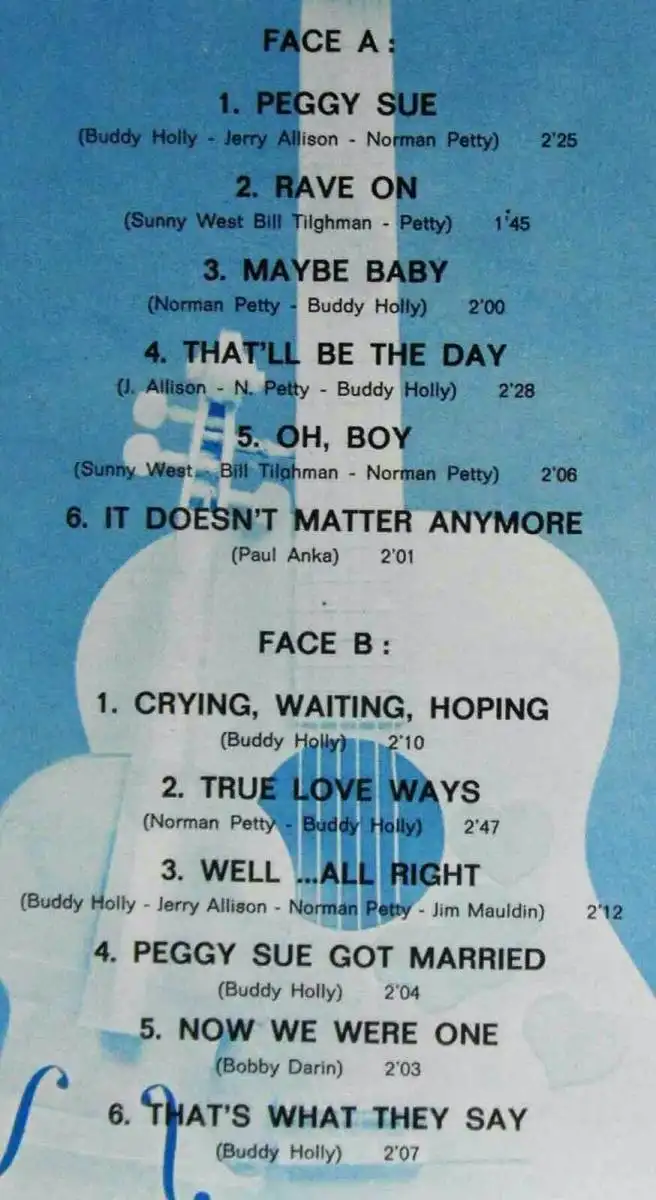 FACE A :
1. PEGGY SUE
(Buddy Holly - Jerry Allison - Norman Petty) 2'25
2. RAVE ON
(Sunny West Bill Tilghman - Petty) 1'45
3. MAYBE BABY
(Norman Petty - Buddy Holly) 2'00
4. THAT'LL BE THE DAY
(J. Allison - N. Petty - Buddy Holly) 2'28
5. OH, BOY
(Sunny West - Bill Tilghman - Norman Petty) 2'06
6. IT DOESN'T MATTER ANYMORE
(Paul Anka) 2'01
FACE B :
1. CRYING, WAITING, HOPING
(Buddy Holly) 2'10
2. TRUE LOVE WAYS
(Norman Petty - Buddy Holly) 2'47
3. WELL ...ALL RIGHT
(Buddy Holly - Jerry Allison - Norman Petty - Jim Mauldin) 2'12
4. PEGGY SUE GOT MARRIED
(Buddy Holly) 2'04
5. NOW WE WERE ONE
(Bobby Darin) 2'03
6. THAT'S WHAT THEY SAY
(Buddy Holly) 2'07